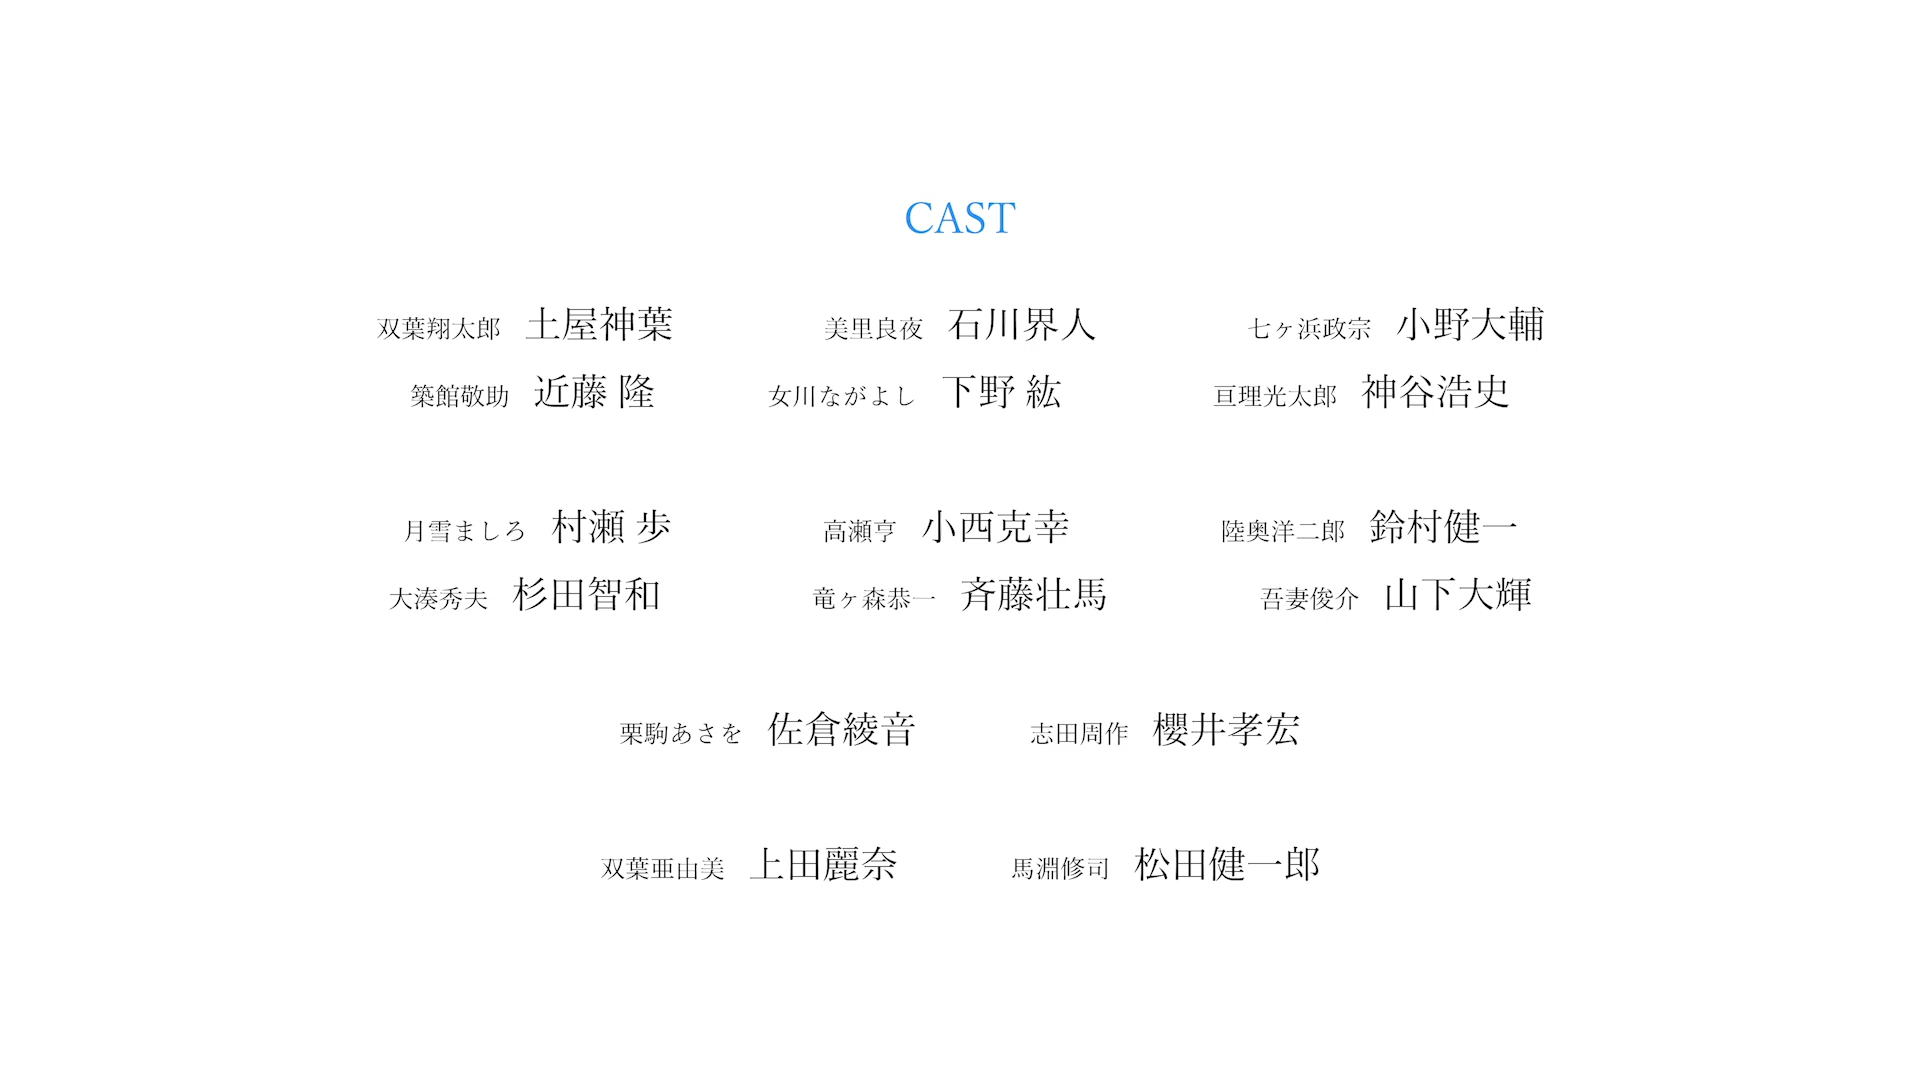 CAST
双葉翔太郎 土屋神葉 美里良夜 石川界人 七ヶ浜政宗 小野大輔
築館敬助 近藤 隆 女川ながよし 下野 紘 亘理光太郎 神谷浩史
月雪ましろ 村瀬 歩 高瀬亨 小西克幸 陸奥洋二郎 鈴村健一
大湊秀夫 杉田智和 竜ヶ森恭一 斉藤壮馬 吾妻俊介 山下大輝
栗駒あさを 佐倉綾音 志田周作 櫻井孝宏
双葉亜由美 上田麗奈 馬淵修司 松田健一郎